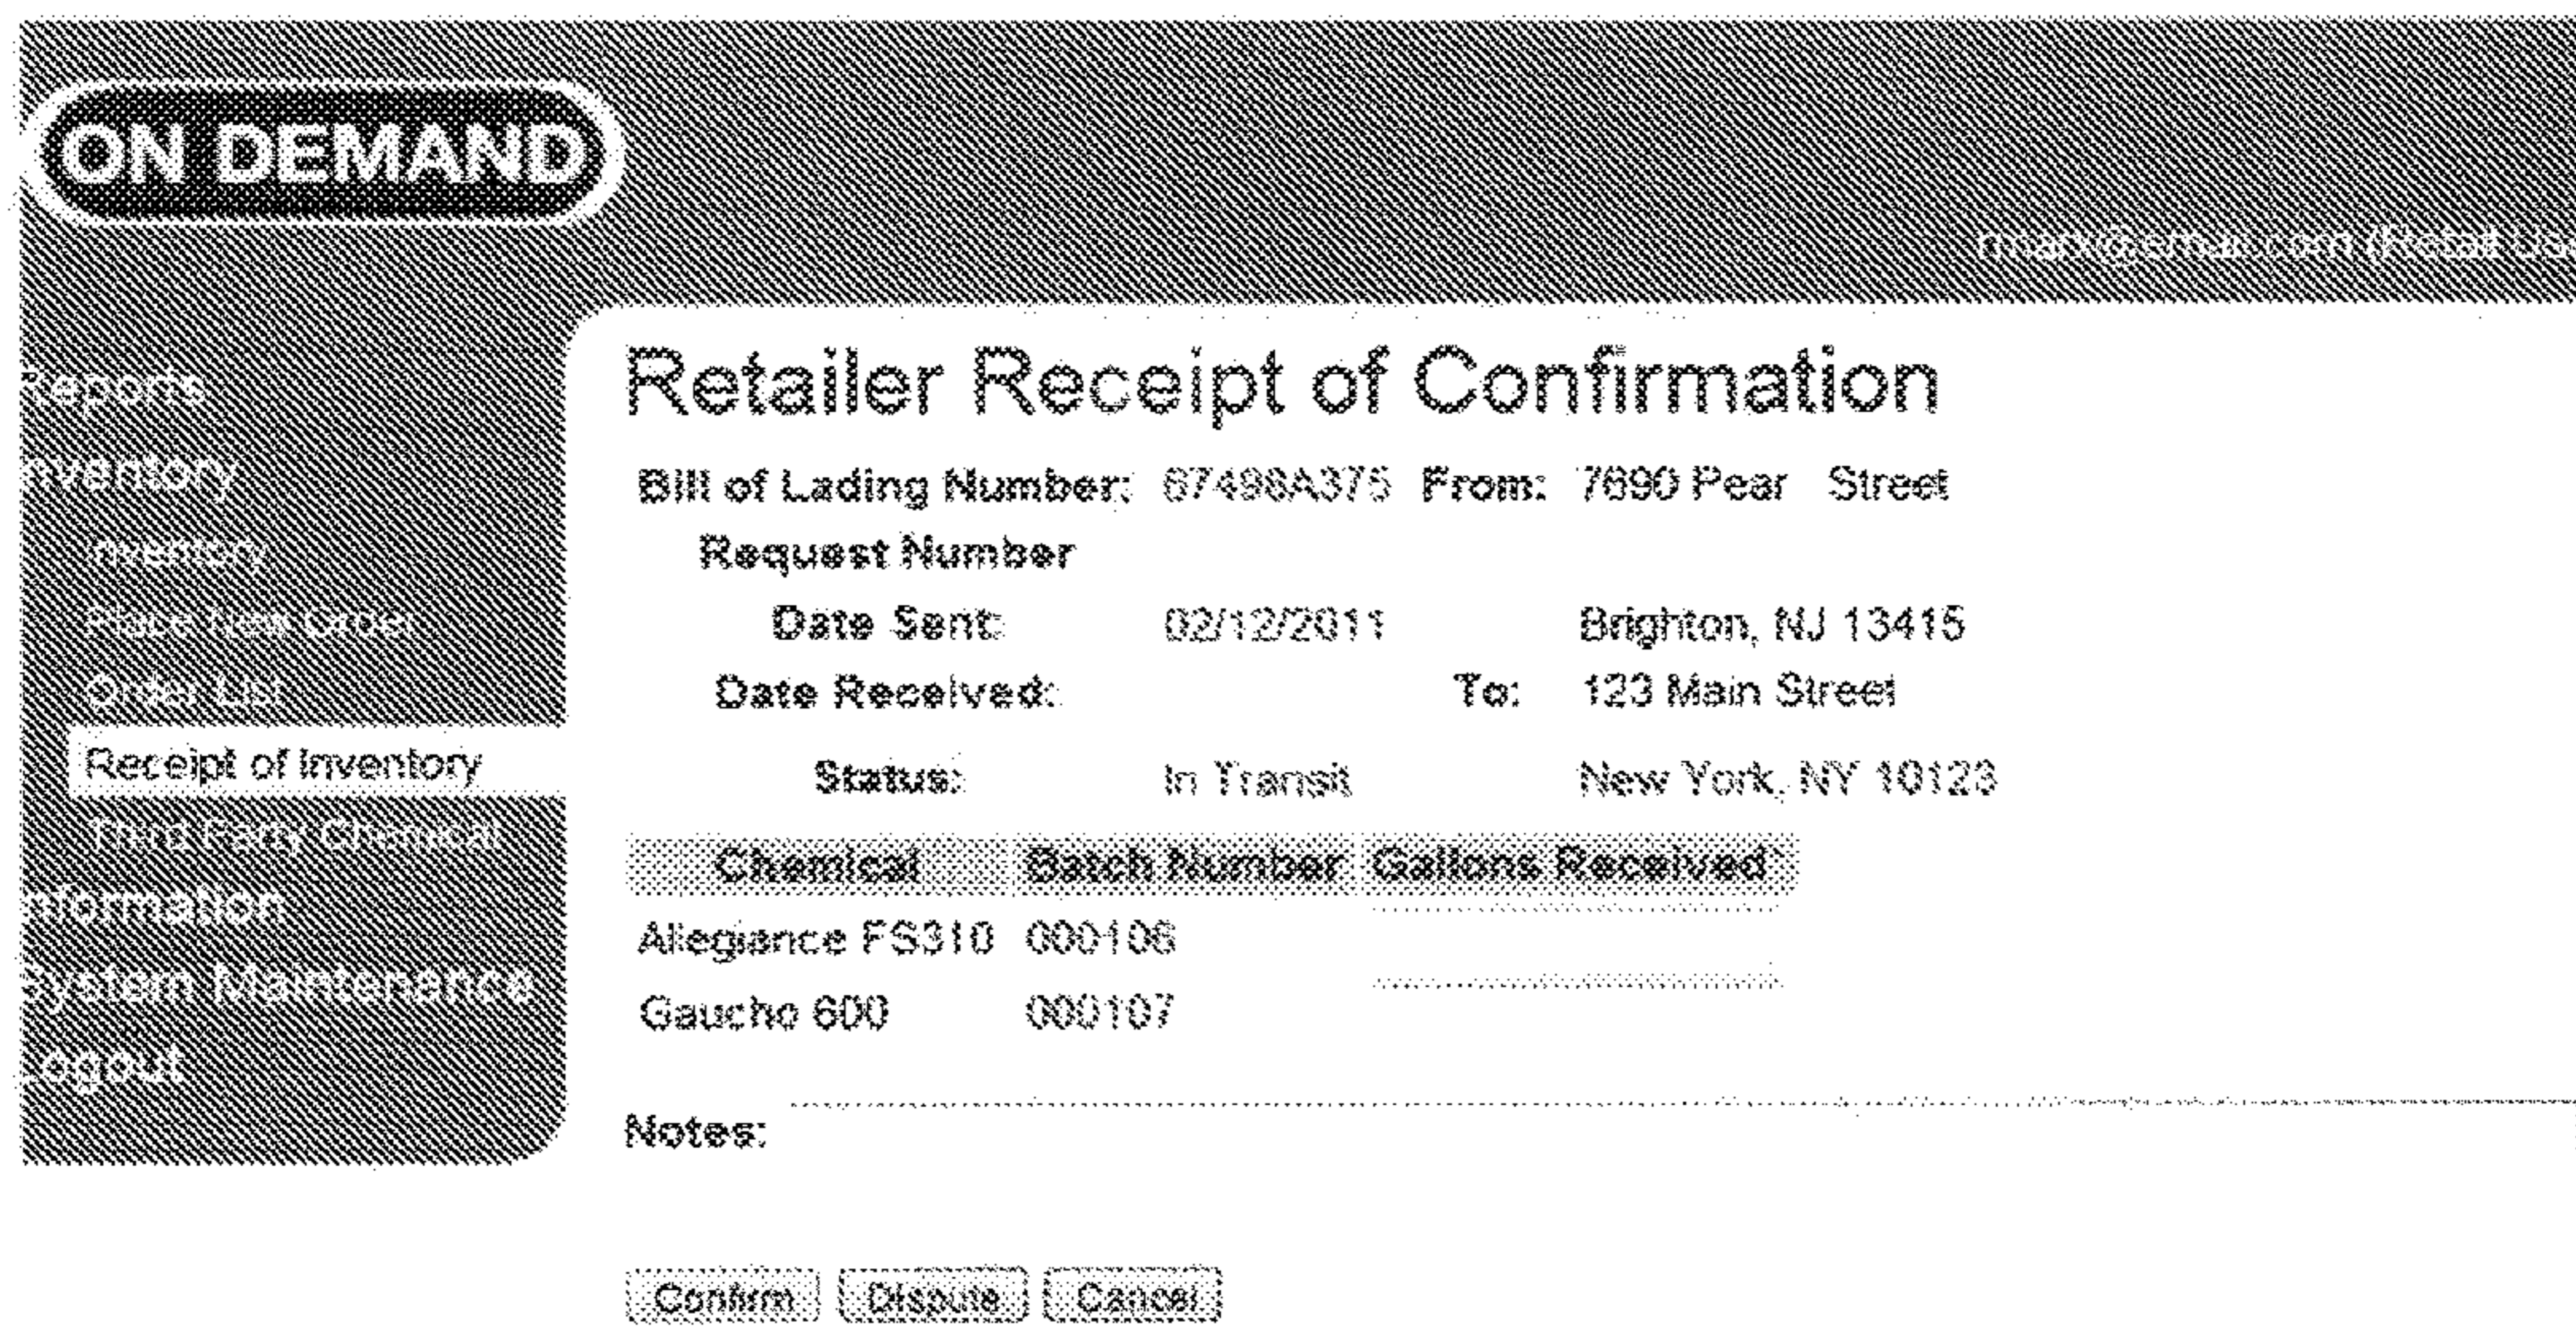 ON DEMAND
(Retail
Reports
Inventory
Inventory
Place New Order
Order List
Receipt of Inventory
Third Party Chemical
Information
System Maintenance
Logout
Retailer Receipt of Confirmation
Bill of Lading Number: 67498A375 From: 7690 Pear Street
Request Number
Date Sent: 02/12/2011 Brighton, NJ 13415
Date Received: To: 123 Main Street
Status: In Transit New York, NY 10123
Chemical Batch Number Gallons Received
Allegiance FS310 000106
Gaucho 600 000107
Notes:
Confirm Dispute Cancel